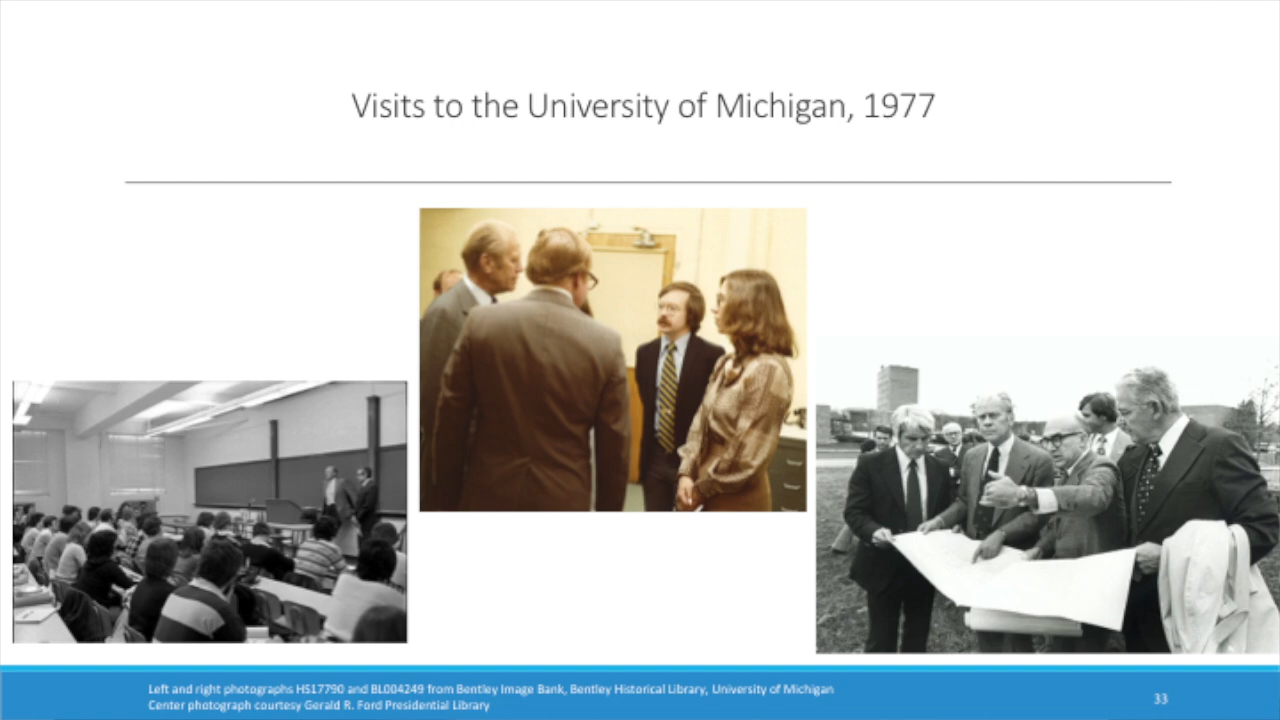 Visits to the University of Michigan, 1977
Left and right photographs HS17790 and BL004249 from Bentley Image Bank, Bentley Historical Library, University of Michigan
Center photograph courtesy Gerald R. Ford Presidential Library
33